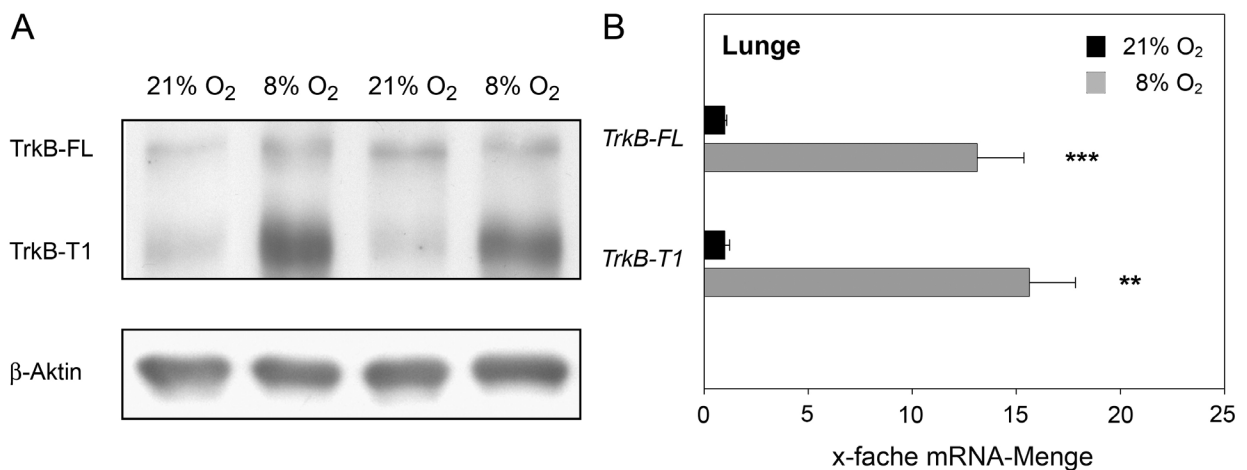 A
21% O₂ 8% O₂ 21% O₂ 8% O₂
TrkB-FL
TrkB-T1
β-Aktin
B
Lunge
21% O₂
8% O₂
TrkB-FL
***
TrkB-T1
**
0 5 10 15 20 25
x-fache mRNA-Menge